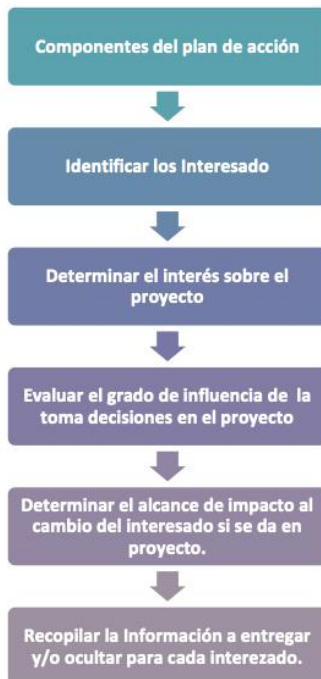 Componentes del plan de acción
Identificar los Interesado
Determinar el interés sobre el
proyecto
Evaluar el grado de influencia de la
toma decisiones en el proyecto
Determinar el alcance de impacto al
cambio del interesado si se da en
proyecto.
Recopilar la Información a entregar
y/o ocultar para cada interezado.